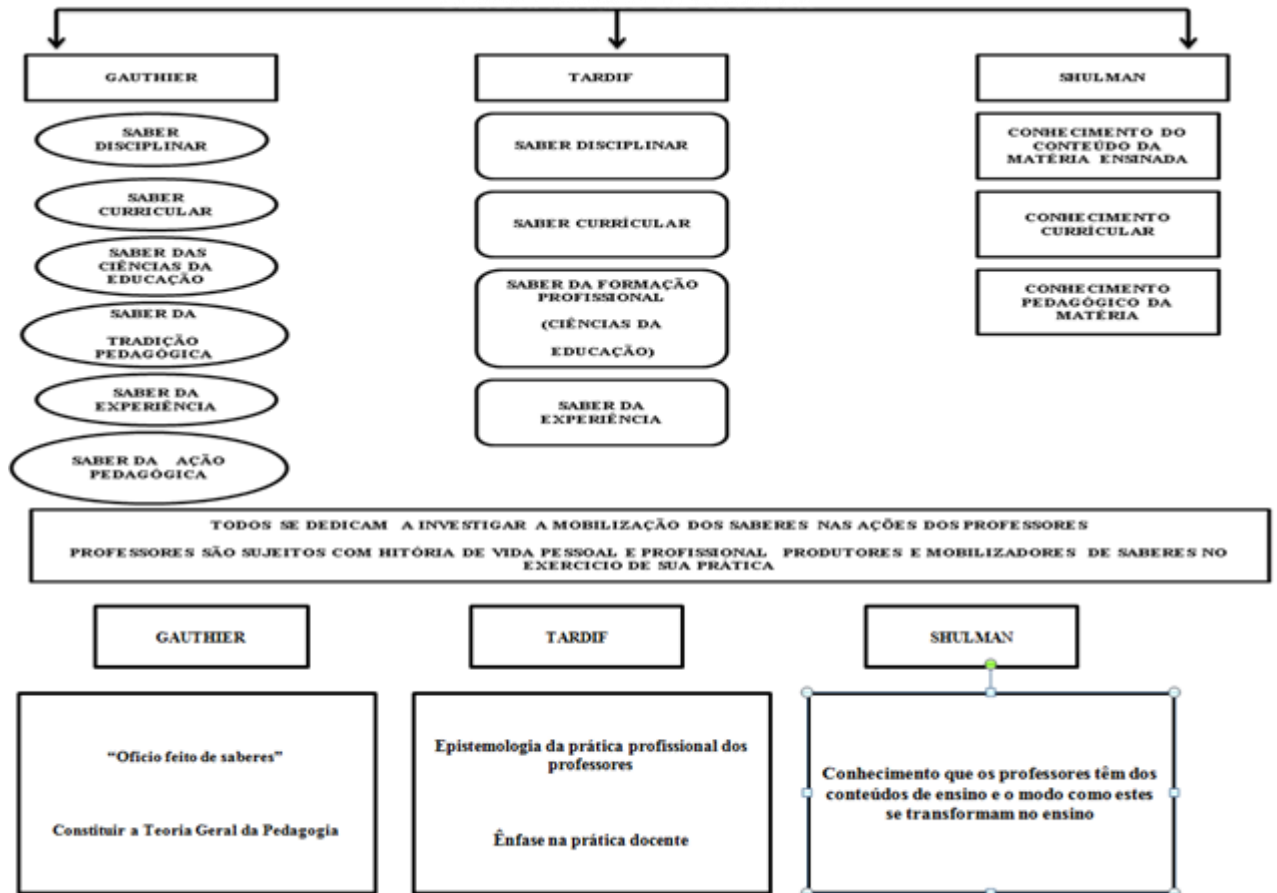 GAUTHIER
TARDIF
SHULMAN
SABER
DISCIPLINAR
SABER
CURRICULAR
SABER DAS
CIÊNCIAS DA
EDUCAÇÃO
SABER DA
TRADIÇÃO
PEDAGÓGICA
SABER DA
EXPERIÊNCIA
SABER DA AÇÃO
PEDAGÓGICA
SABER DISCIPLINAR
SABER CURRÍCULAR
SABER DA FORMAÇÃO
PROFISSIONAL
(CIÊNCIAS DA
EDUCAÇÃO)
SABER DA
EXPERIÊNCIA
CONHECIMENTO DO
CONTEÚDO DA
MATÉRIA ENSINADA
CONHECIMENTO
CURRÍCULAR
CONHECIMENTO
PEDAGÓGICO DA
MATÉRIA
TODOS SE DEDICAM A INVESTIGAR A MOBILIZAÇÃO DOS SABERES NAS AÇÕES DOS PROFESSORES
PROFESSORES SÃO SUJEITOS COM HITÓRIA DE VIDA PESSOAL E PROFISSIONAL PRODUTORES E MOBILIZADORES DE SABERES NO
EXERCICIO DE SUA PRÁTICA
GAUTHIER
TARDIF
SHULMAN
“Ofício feito de saberes”
Constituir a Teoria Geral da Pedagogia
Epistemologia da prática profissional dos
professores
Ênfase na prática docente
Conhecimento que os professores têm dos
conteúdos de ensino e o modo como estes
se transformam no ensino